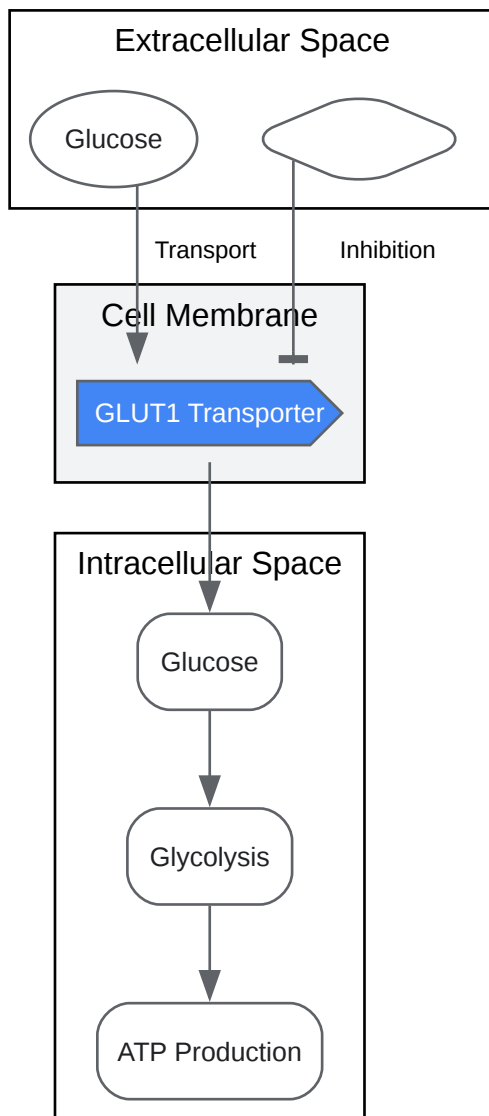 Extracellular Space
Glucose
Transport
Inhibition
Cell Membrane
GLUT1 Transporter
Intracellular Space
Glucose
Glycolysis
ATP Production